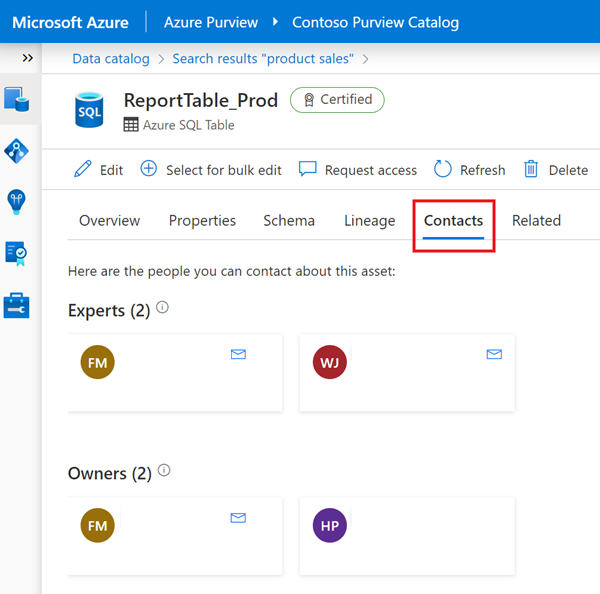 Microsoft Azure Azure Purview Contoso Purview Catalog
Data catalog Search results "product sales"
SQL ReportTable_Prod Certified
Azure SQL Table
Edit Select for bulk edit Request access Refresh Delete
Overview Properties Schema Lineage Contacts Related
Here are the people you can contact about this asset:
Experts (2)
FM WJ
Owners (2)
FM HP